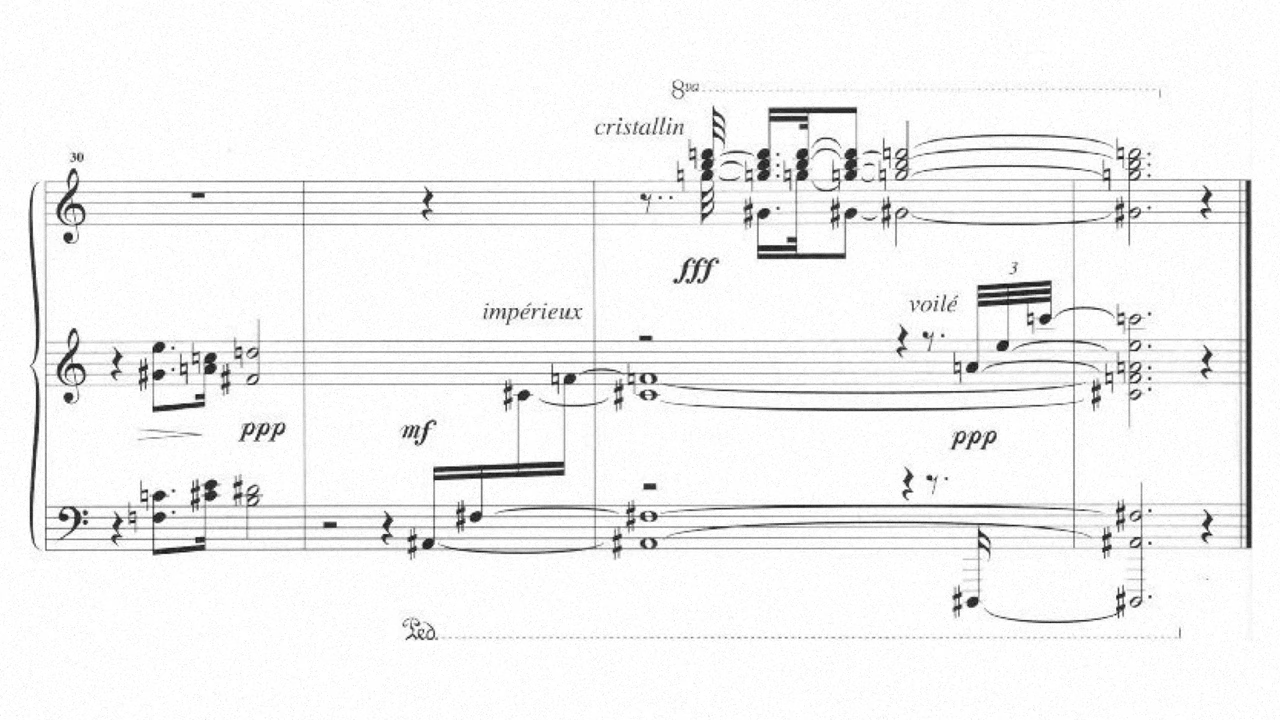 8va
cristallin
30
fff
3
impérieux
voilé
ppp
mf
ppp
Ped.